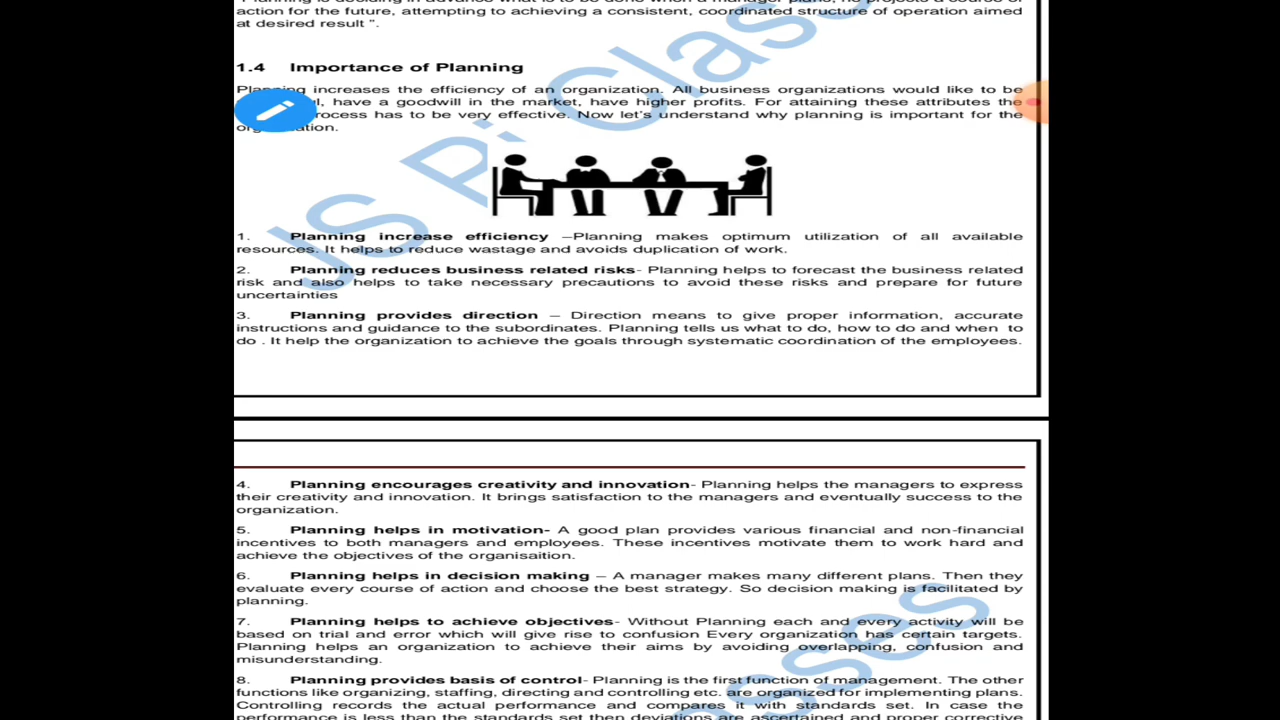 action for the future, attempting to achieving a consistent, coordinated structure of operation aimed
at desired result ".
1.4 Importance of Planning
Planning increases the efficiency of an organization. All business organizations would like to be
, have a goodwill in the market, have higher profits. For attaining these attributes the
has to be very effective. Now let's understand why planning is important for the
organization.
JS P. Classes
1. Planning increase efficiency –Planning makes optimum utilization of all available
resources. It helps to reduce wastage and avoids duplication of work.
2. Planning reduces business related risks- Planning helps to forecast the business related
risk and also helps to take necessary precautions to avoid these risks and prepare for future
uncertainties
3. Planning provides direction – Direction means to give proper information, accurate
instructions and guidance to the subordinates. Planning tells us what to do, how to do and when to
do . It help the organization to achieve the goals through systematic coordination of the employees.
4. Planning encourages creativity and innovation- Planning helps the managers to express
their creativity and innovation. It brings satisfaction to the managers and eventually success to the
organization.
5. Planning helps in motivation- A good plan provides various financial and non-financial
incentives to both managers and employees. These incentives motivate them to work hard and
achieve the objectives of the organisaition.
6. Planning helps in decision making – A manager makes many different plans. Then they
evaluate every course of action and choose the best strategy. So decision making is facilitated by
planning.
7. Planning helps to achieve objectives- Without Planning each and every activity will be
based on trial and error which will give rise to confusion Every organization has certain targets.
Planning helps an organization to achieve their aims by avoiding overlapping, confusion and
misunderstanding.
8. Planning provides basis of control- Planning is the first function of management. The other
functions like organizing, staffing, directing and controlling etc. are organized for implementing plans.
Controlling records the actual performance and compares it with standards set. In case the
performance is less than the standards set then deviations are ascertained and proper corrective